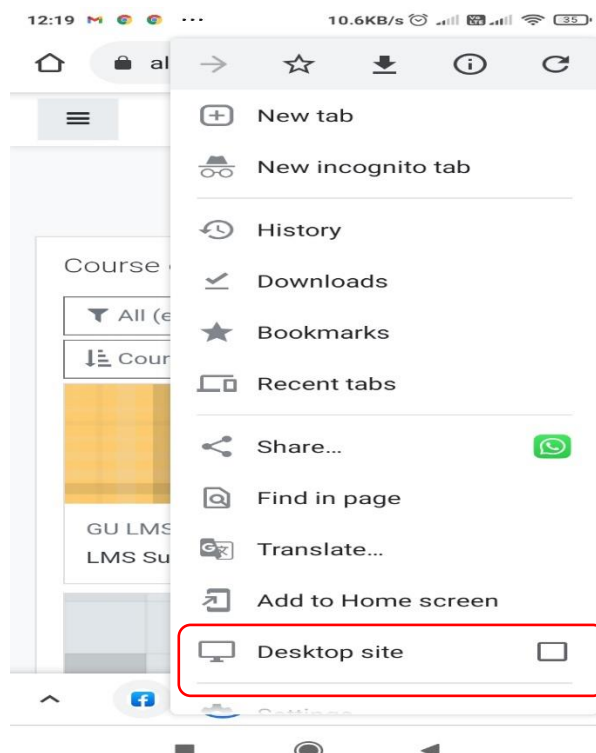 12:19
10.6KB/s
35
al
New tab
New incognito tab
History
Course
Downloads
All (e
Bookmarks
Cour
Recent tabs
Share...
Find in page
GU LMS
LMS Su
Translate...
Add to Home screen
Desktop site